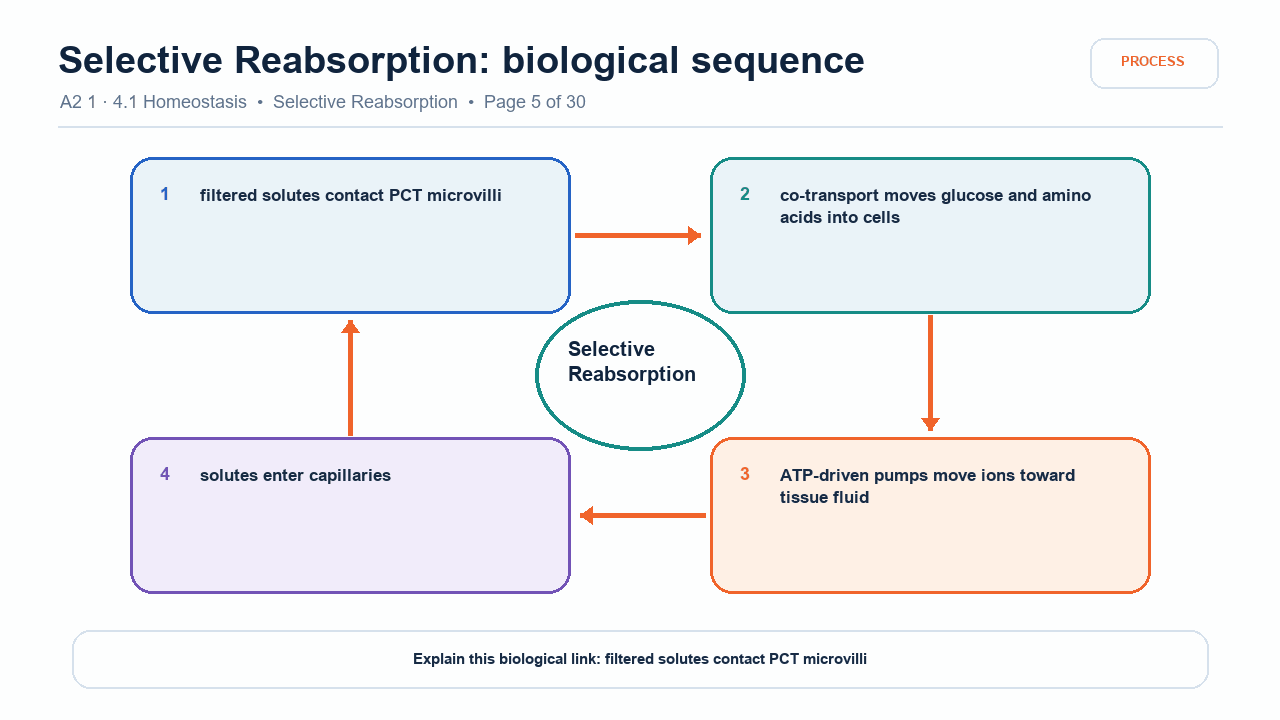 Selective Reabsorption: biological sequence
PROCESS
A2 1 · 4.1 Homeostasis • Selective Reabsorption • Page 5 of 30
1 filtered solutes contact PCT microvilli
2 co-transport moves glucose and amino
acids into cells
Selective
Reabsorption
4 solutes enter capillaries
3 ATP-driven pumps move ions toward
tissue fluid
Explain this biological link: filtered solutes contact PCT microvilli